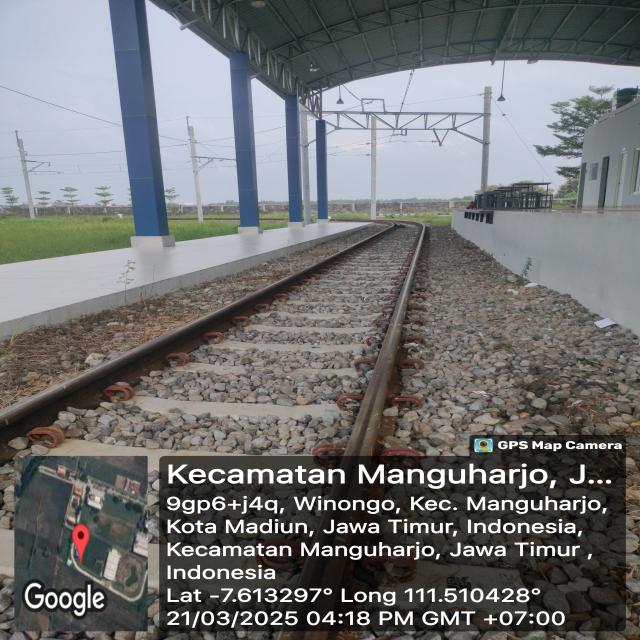 GPS Map Camera
Kecamatan Manguharjo, J...
9gp6+j4q, Winongo, Kec. Manguharjo,
Kota Madiun, Jawa Timur, Indonesia,
Kecamatan Manguharjo, Jawa Timur ,
Indonesia
Lat -7.613297° Long 111.510428°
21/03/2025 04:18 PM GMT +07:00
Google